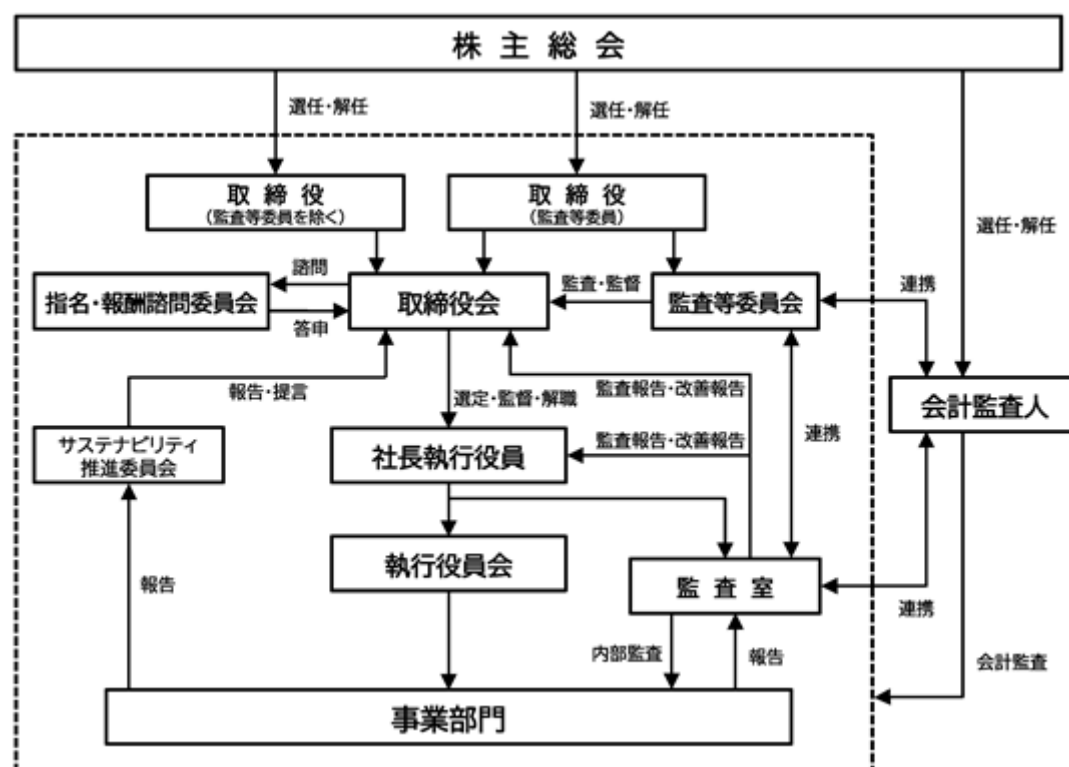 株主総会
選任・解任
選任・解任
取締役
(監査等委員を除く)
取締役
(監査等委員)
選任・解任
諮問
指名・報酬諮問委員会
答申
取締役会
監査・監督
監査等委員会
連携
報告・提言
選定・監督・解職
監査報告・改善報告
会計監査人
サステナビリティ
推進委員会
社長執行役員
監査報告・改善報告
連携
執行役員会
監査室
報告
連携
内部監査
報告
会計監査
事業部門